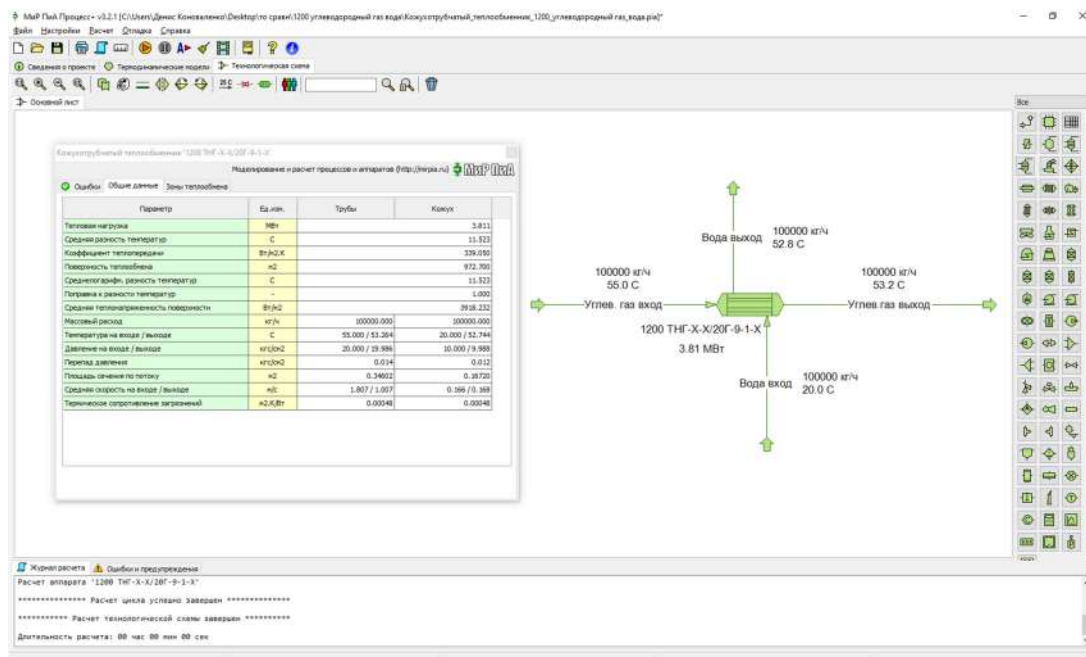 МиР ПиА Процесс+ v3.2.1 [C:\Users\Денис Коноваленко\Desktop\по сравн\1200 углеводородный газ вода\Кожухотрубчатый_теплообменник_1200_углеводородный газ_вода.pia]*
Файл Настройки Расчет Отладка Справка
Сведения о проекте Термодинамические модели Технологическая схема
Основной лист
Все
Кожухотрубчатый теплообменник '1200 ТНГ-Х-Х/20Г-9-1-Х'
Моделирование и расчет процессов и аппаратов (http://mirpia.ru) МиР ПиА
Ошибки Общие данные Зоны теплообмена
Параметр Ед.изм. Трубы Кожух
Тепловая нагрузка МВт 3.811
Средняя разность температур С 11.523
Коэффициент теплопередачи Вт/м2.К 339.050
Поверхность теплообмена м2 972.700
Среднелогарифм. разность температур С 11.523
Поправка к разности температур - 1.000
Средняя теплонапряженность поверхности Вт/м2 3918.232
Массовый расход кг/ч 100000.000 100000.000
Температура на входе / выходе С 55.000 / 53.264 20.000 / 52.744
Давление на входе / выходе кгс/см2 20.000 / 19.986 10.000 / 9.988
Перепад давления кгс/см2 0.014 0.012
Площадь сечения по потоку м2 0.34602 0.16720
Средняя скорость на входе / выходе м/с 1.807 / 1.007 0.166 / 0.168
Термическое сопротивление загрязнений м2.К/Вт 0.00048 0.00048
Вода выход 100000 кг/ч
52.8 С
100000 кг/ч
55.0 С
100000 кг/ч
53.2 С
Углев. газ вход
Углев. газ выход
1200 ТНГ-Х-Х/20Г-9-1-Х
3.81 МВт
Вода вход 100000 кг/ч
20.0 С
Журнал расчета Ошибки и предупреждения
Расчет аппарата '1200 ТНГ-Х-Х/20Г-9-1-Х'
*************** Расчет цикла успешно завершен **************
*********** Расчет технологической схемы завершен **********
Длительность расчета: 00 час 00 мин 00 сек